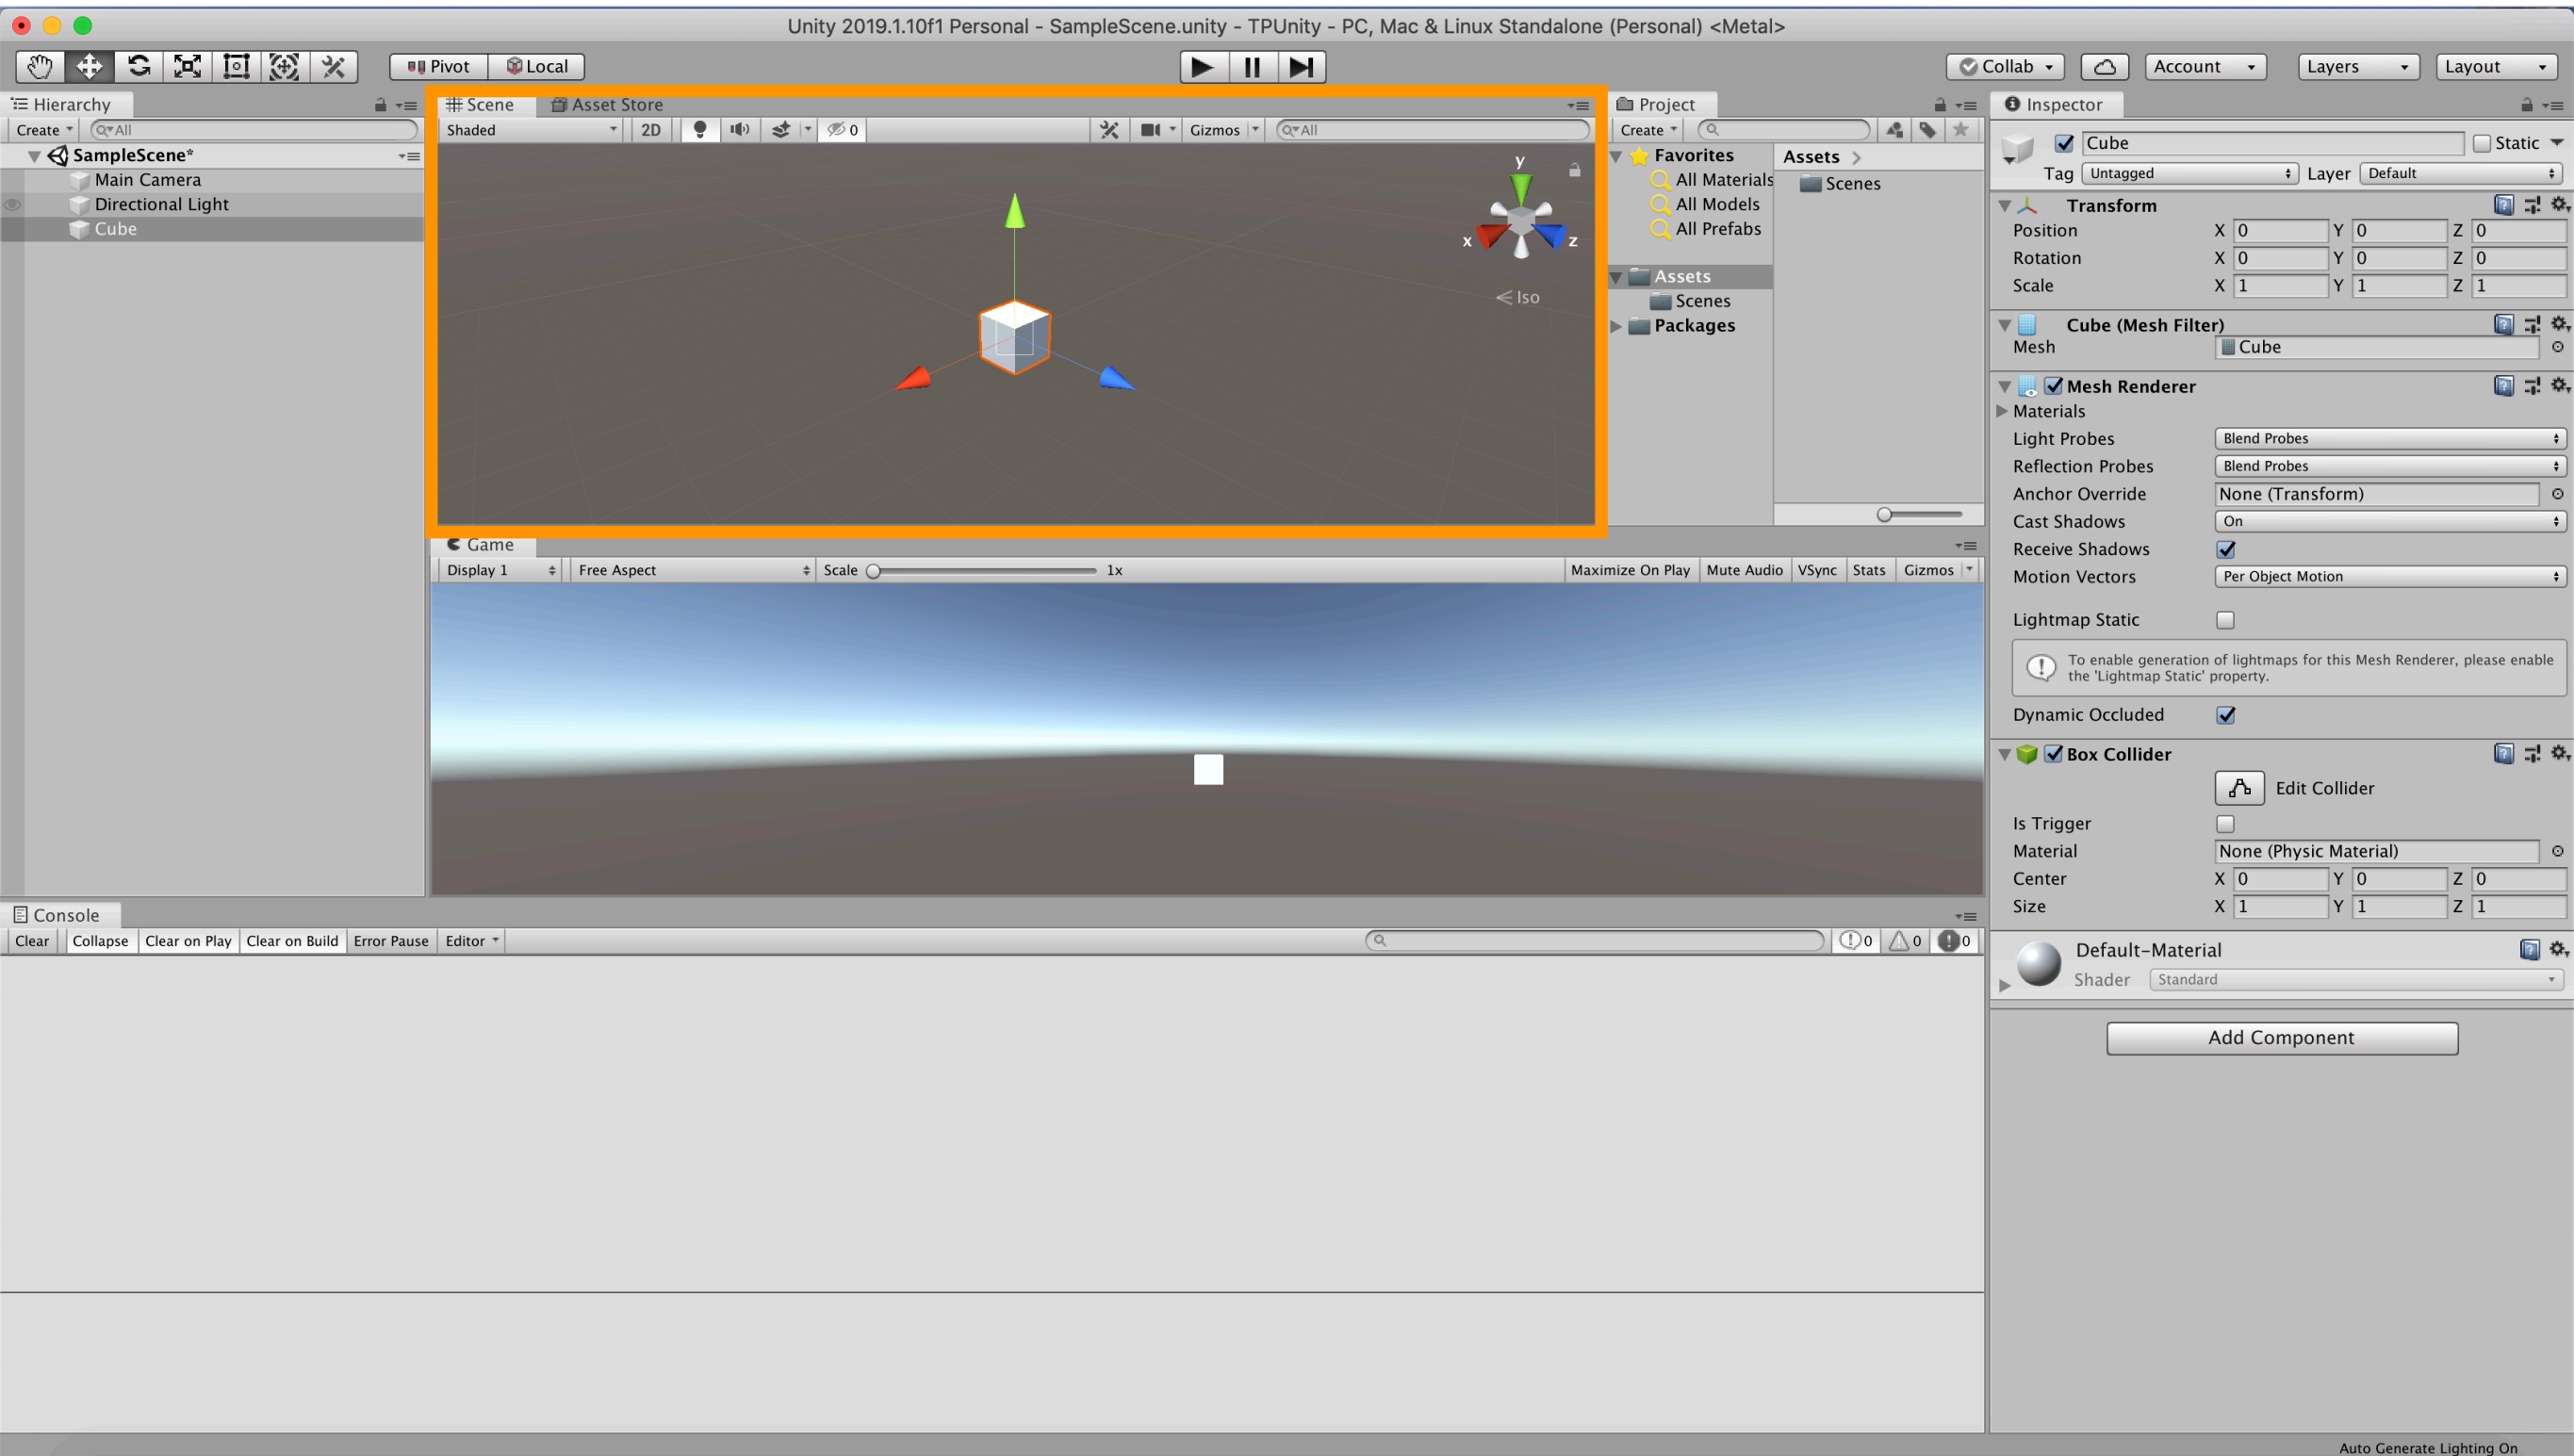 Unity 2019.1.10f1 Personal - SampleScene.unity - TPUnity - PC, Mac & Linux Standalone (Personal) <Metal>
Pivot Local Collab Account Layers Layout
Hierarchy
Create All
SampleScene*
Main Camera
Directional Light
Cube
Scene Asset Store
Shaded 2D 0 Gizmos All
y
x z
Iso
Project
Create
Favorites
All Materials
All Models
All Prefabs
Assets
Scenes
Packages
Assets
Scenes
Game
Display 1 Free Aspect Scale 1x Maximize On Play Mute Audio VSync Stats Gizmos
Console
Clear Collapse Clear on Play Clear on Build Error Pause Editor 0 0 0
Inspector
Cube Static
Tag Untagged Layer Default
Transform
Position X 0 Y 0 Z 0
Rotation X 0 Y 0 Z 0
Scale X 1 Y 1 Z 1
Cube (Mesh Filter)
Mesh Cube
Mesh Renderer
Materials
Light Probes Blend Probes
Reflection Probes Blend Probes
Anchor Override None (Transform)
Cast Shadows On
Receive Shadows
Motion Vectors Per Object Motion
Lightmap Static
To enable generation of lightmaps for this Mesh Renderer, please enable
the 'Lightmap Static' property.
Dynamic Occluded
Box Collider
Edit Collider
Is Trigger
Material None (Physic Material)
Center X 0 Y 0 Z 0
Size X 1 Y 1 Z 1
Default-Material
Shader Standard
Add Component
Auto Generate Lighting On